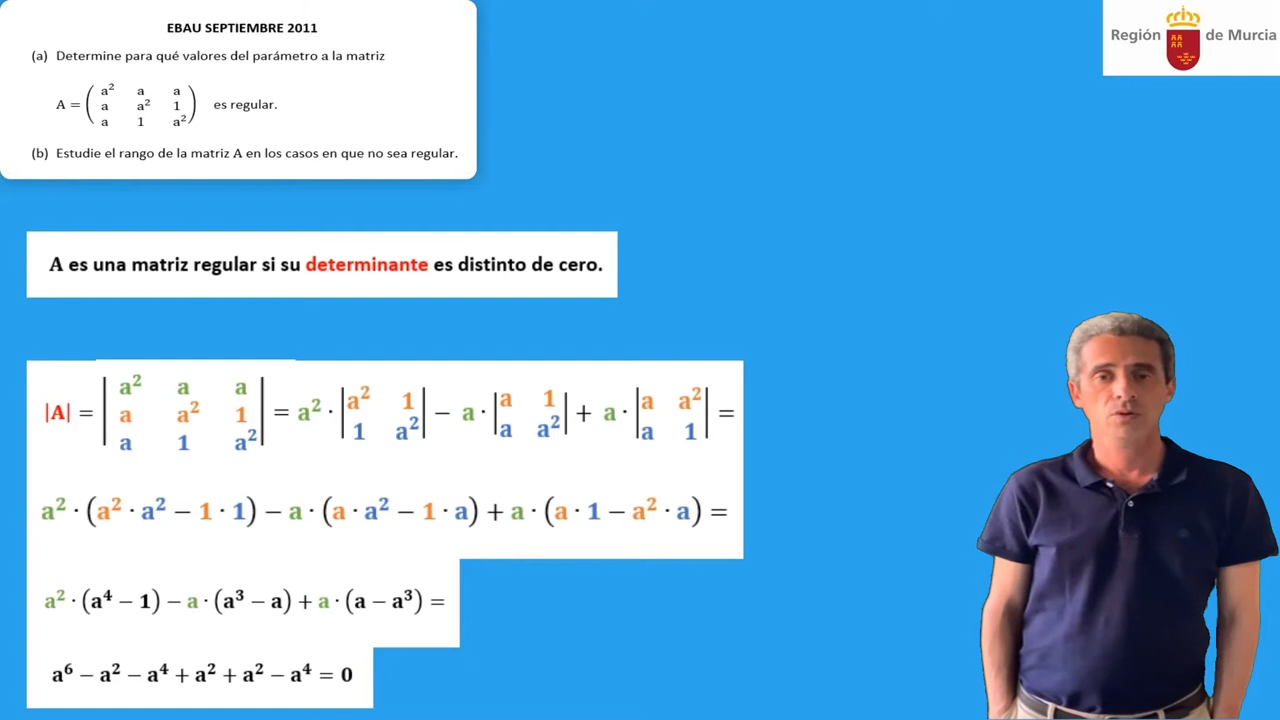 EBAU SEPTIEMBRE 2011
(a) Determine para qué valores del parámetro a la matriz
A = ( a² a a ; a a² 1 ; a 1 a² ) es regular.
(b) Estudie el rango de la matriz A en los casos en que no sea regular.
Región de Murcia
A es una matriz regular si su determinante es distinto de cero.
|A| = | a² a a ; a a² 1 ; a 1 a² | = a² · | a² 1 ; 1 a² | − a · | a 1 ; a a² | + a · | a a² ; a 1 | =
a² · (a² · a² − 1 · 1) − a · (a · a² − 1 · a) + a · (a · 1 − a² · a) =
a² · (a⁴ − 1) − a · (a³ − a) + a · (a − a³) =
a⁶ − a² − a⁴ + a² + a² − a⁴ = 0